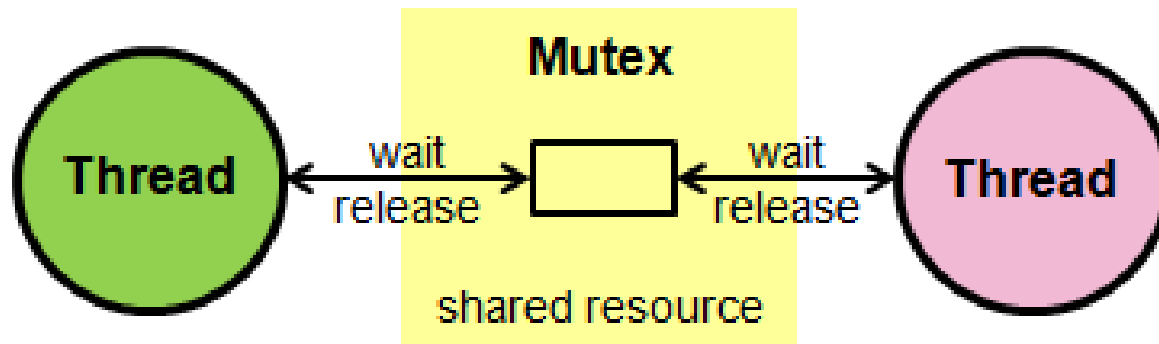 Mutex
Thread
wait
release
wait
release
Thread
shared resource